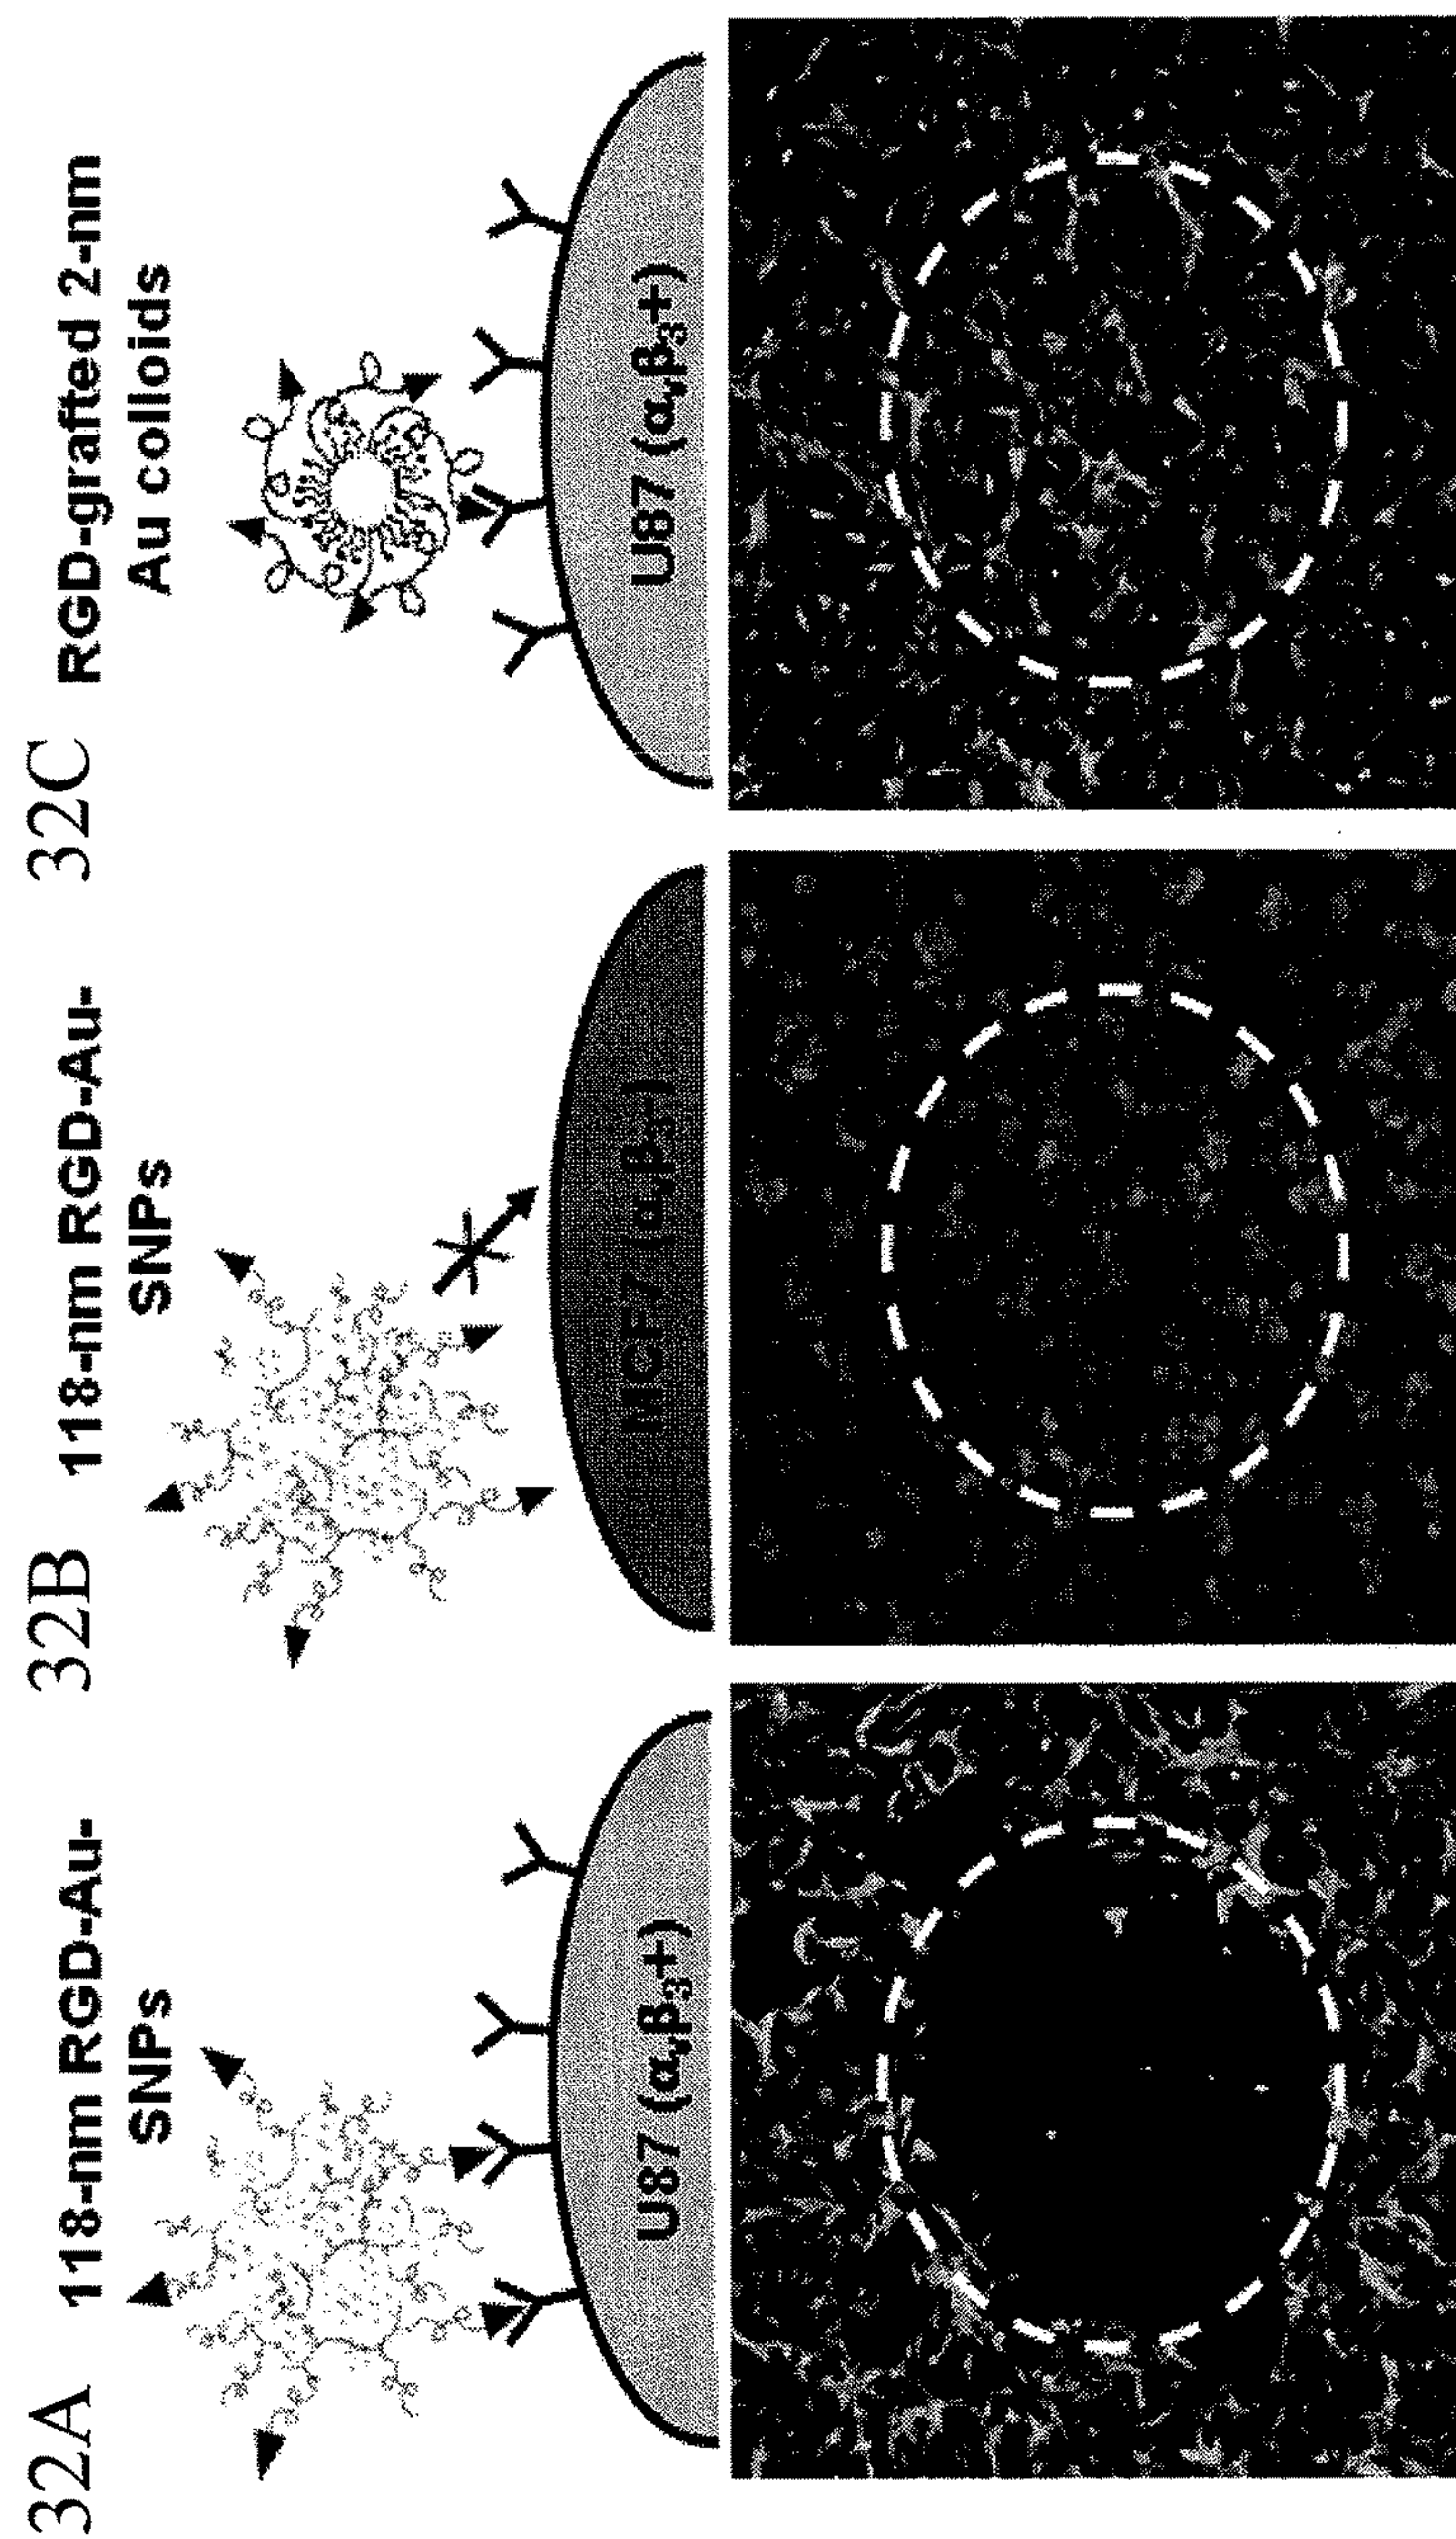 32A
118-nm RGD-Au-
SNPs
U87 (αᵥβ₃+)
32B
118-nm RGD-Au-
SNPs
MCF7 (αᵥβ₃-)
32C
RGD-grafted 2-nm
Au colloids
U87 (αᵥβ₃+)